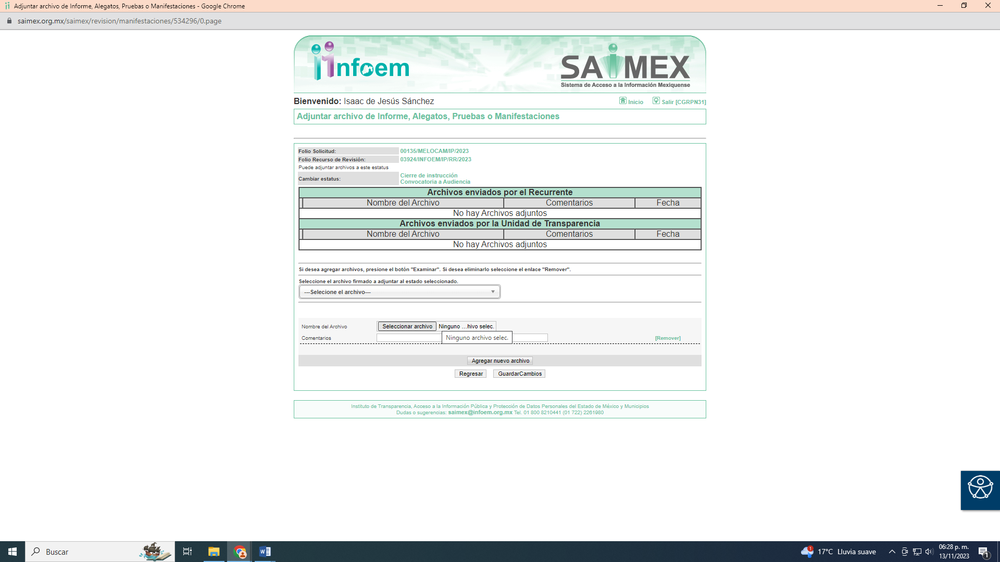 Adjuntar archivo de Informe, Alegatos, Pruebas o Manifestaciones - Google Chrome
saimex.org.mx/saimex/revision/manifestaciones/534296/0.page
infoem
SAIMEX
Sistema de Acceso a la Información Mexiquense
Bienvenido: Isaac de Jesús Sánchez
Inicio Salir [CGRPN31]
Adjuntar archivo de Informe, Alegatos, Pruebas o Manifestaciones
Folio Solicitud: 00135/MELOCAM/IP/2023
Folio Recurso de Revisión: 03924/INFOEM/IP/RR/2023
Puede adjuntar archivos a este estatus
Cambiar estatus: Cierre de instrucción
Convocatoria a Audiencia
Archivos enviados por el Recurrente
Nombre del Archivo Comentarios Fecha
No hay Archivos adjuntos
Archivos enviados por la Unidad de Transparencia
Nombre del Archivo Comentarios Fecha
No hay Archivos adjuntos
Si desea agregar archivos, presione el botón "Examinar". Si desea eliminarlo seleccione el enlace "Remover".
Seleccione el archivo firmado a adjuntar al estado seleccionado.
---Selecione el archivo---
Nombre del Archivo Seleccionar archivo Ninguno ...hivo selec.
Comentarios Ninguno archivo selec. [Remover]
Agregar nuevo archivo
Regresar GuardarCambios
Instituto de Transparencia, Acceso a la Información Pública y Protección de Datos Personales del Estado de México y Municipios
Dudas o sugerencias: saimex@infoem.org.mx Tel. 01 800 8210441 (01 722) 2261980
Buscar
1
17°C Lluvia suave
06:28 p. m.
13/11/2023
1